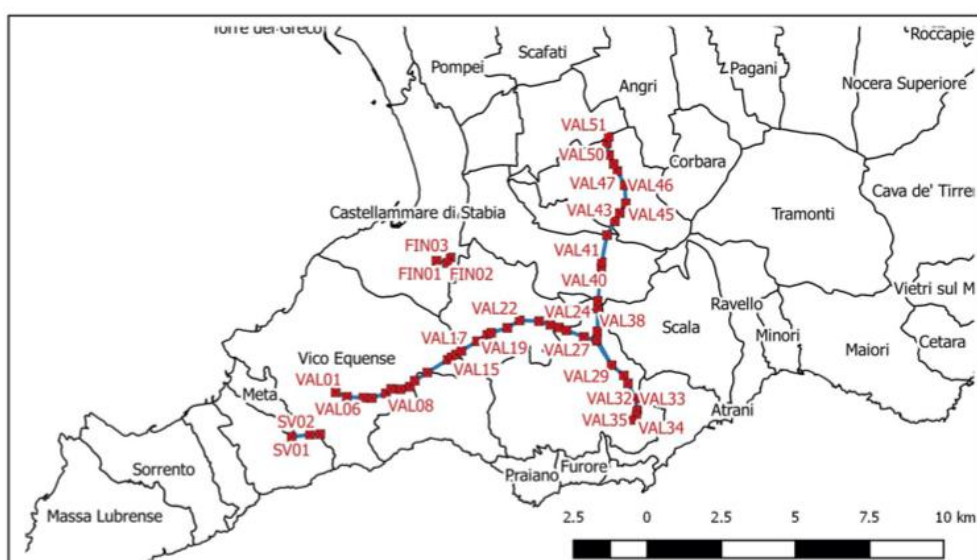 Torre del Greco
Scafati
Roccapie
Pompei
Pagani
Angri
Nocera Superiore
VAL51
VAL50
Corbara
VAL47
VAL46
Cava de' Tirre
Castellammare di Stabia
VAL43
VAL45
Tramonti
FIN03
VAL41
FIN01
FIN02
VAL40
Vietri sul M
VAL22
VAL24
Ravello
VAL38
Scala
Minori
VAL17
Cetara
VAL19
VAL27
Maiori
Vico Equense
VAL15
VAL29
VAL01
Meta
VAL06
VAL08
VAL32
VAL33
Atrani
SV02
VAL35
VAL34
SV01
Sorrento
Furore
Praiano
Massa Lubrense
2.5 0 2.5 5 7.5 10 km